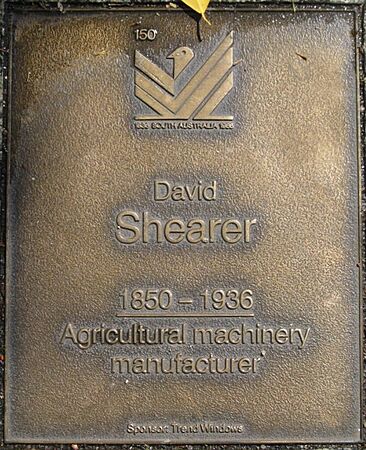 150
1836 SOUTH AUSTRALIA 1986
David
Shearer
1850 – 1936
Agricultural machinery
manufacturer
Sponsor: Trend Windows